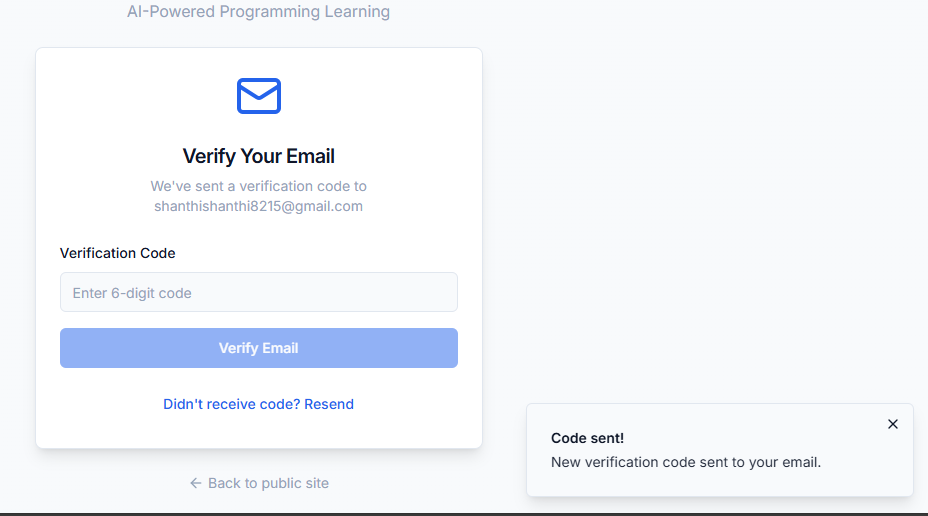 AI-Powered Programming Learning
Verify Your Email
We've sent a verification code to
shanthishanthi8215@gmail.com
Verification Code
Enter 6-digit code
Verify Email
Didn't receive code? Resend
Back to public site
Code sent!
New verification code sent to your email.